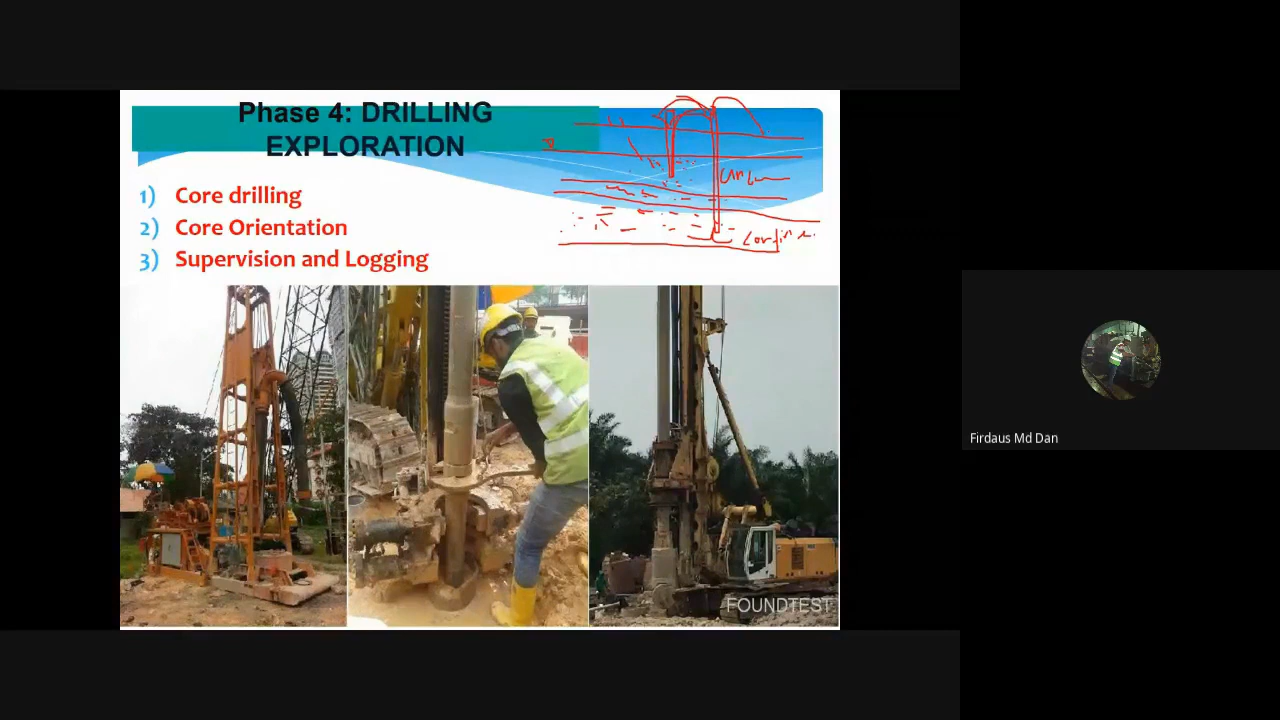 Phase 4: DRILLING
EXPLORATION
1) Core drilling
2) Core Orientation
3) Supervision and Logging
FOUNDTEST
Firdaus Md Dan